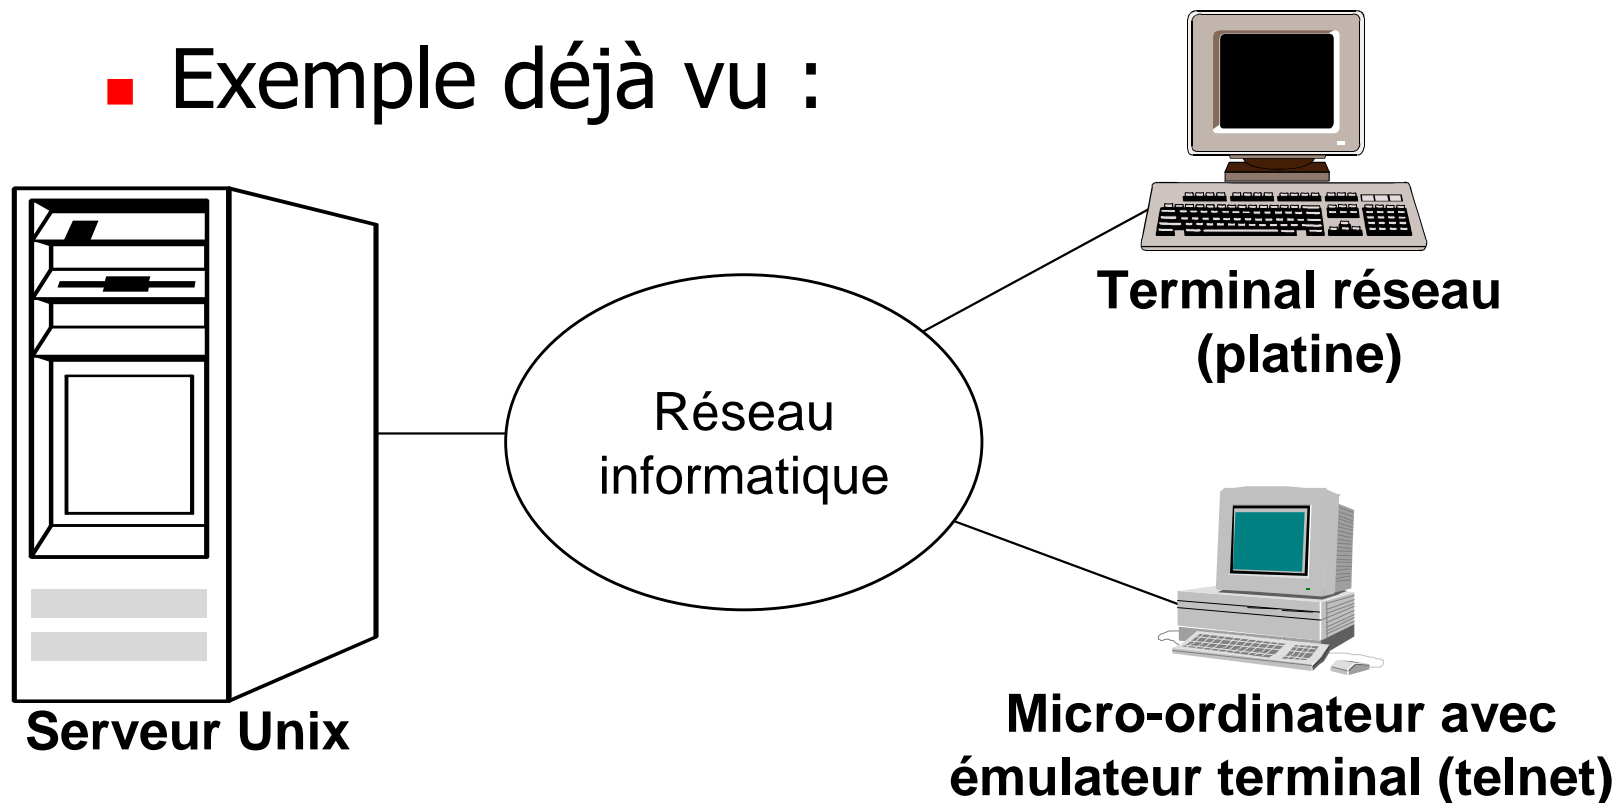 Exemple déjà vu :
Terminal réseau
(platine)
Réseau
informatique
Serveur Unix
Micro-ordinateur avec
émulateur terminal (telnet)